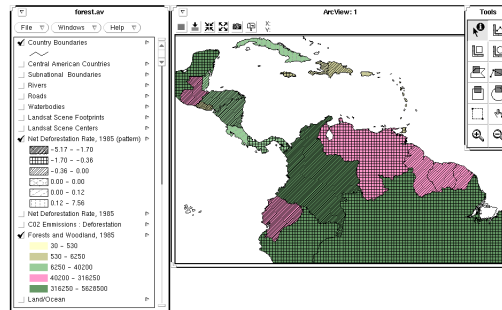 forest.av
File Windows Help
Country Boundaries
Central American Countries
Subnational Boundaries
Rivers
Roads
Waterbodies
Landsat Scene Footprints
Landsat Scene Centers
Net Deforestation Rate, 1985 (pattern)
-5.17 - -1.70
-1.70 - -0.36
-0.36 - 0.00
0.00 - 0.00
0.00 - 0.12
0.12 - 7.56
Net Deforestation Rate, 1985
CO2 Emmissions : Deforestation
Forests and Woodland, 1985
30 - 530
530 - 6250
6250 - 40200
40200 - 316250
316250 - 5628500
Land/Ocean
ArcView: 1
X:
Y:
Tools